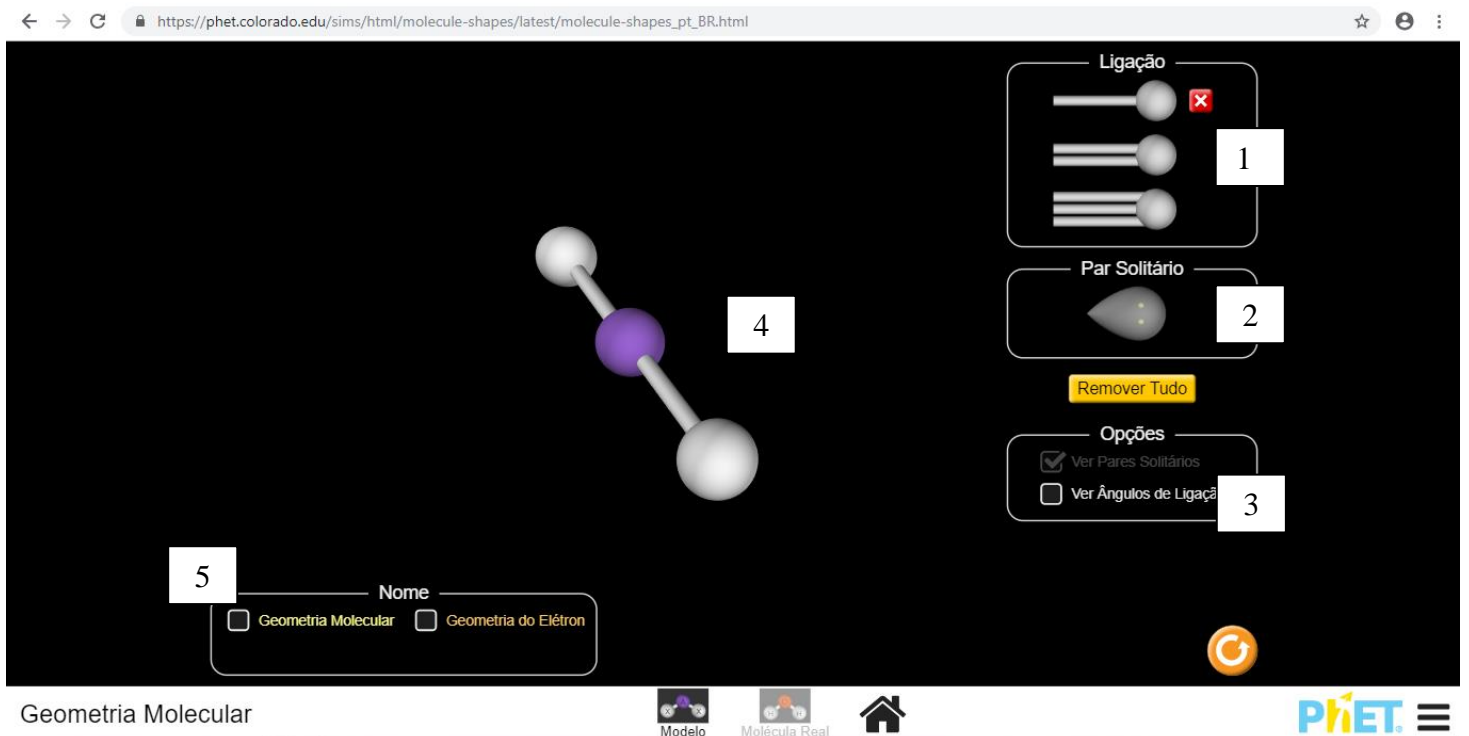 https://phet.colorado.edu/sims/html/molecule-shapes/latest/molecule-shapes_pt_BR.html
Ligação
1
Par Solitário
2
Remover Tudo
Opções
Ver Pares Solitários
Ver Ângulos de Ligaçã
3
4
5
Nome
Geometria Molecular
Geometria do Elétron
Geometria Molecular
Modelo
Molécula Real
PhET